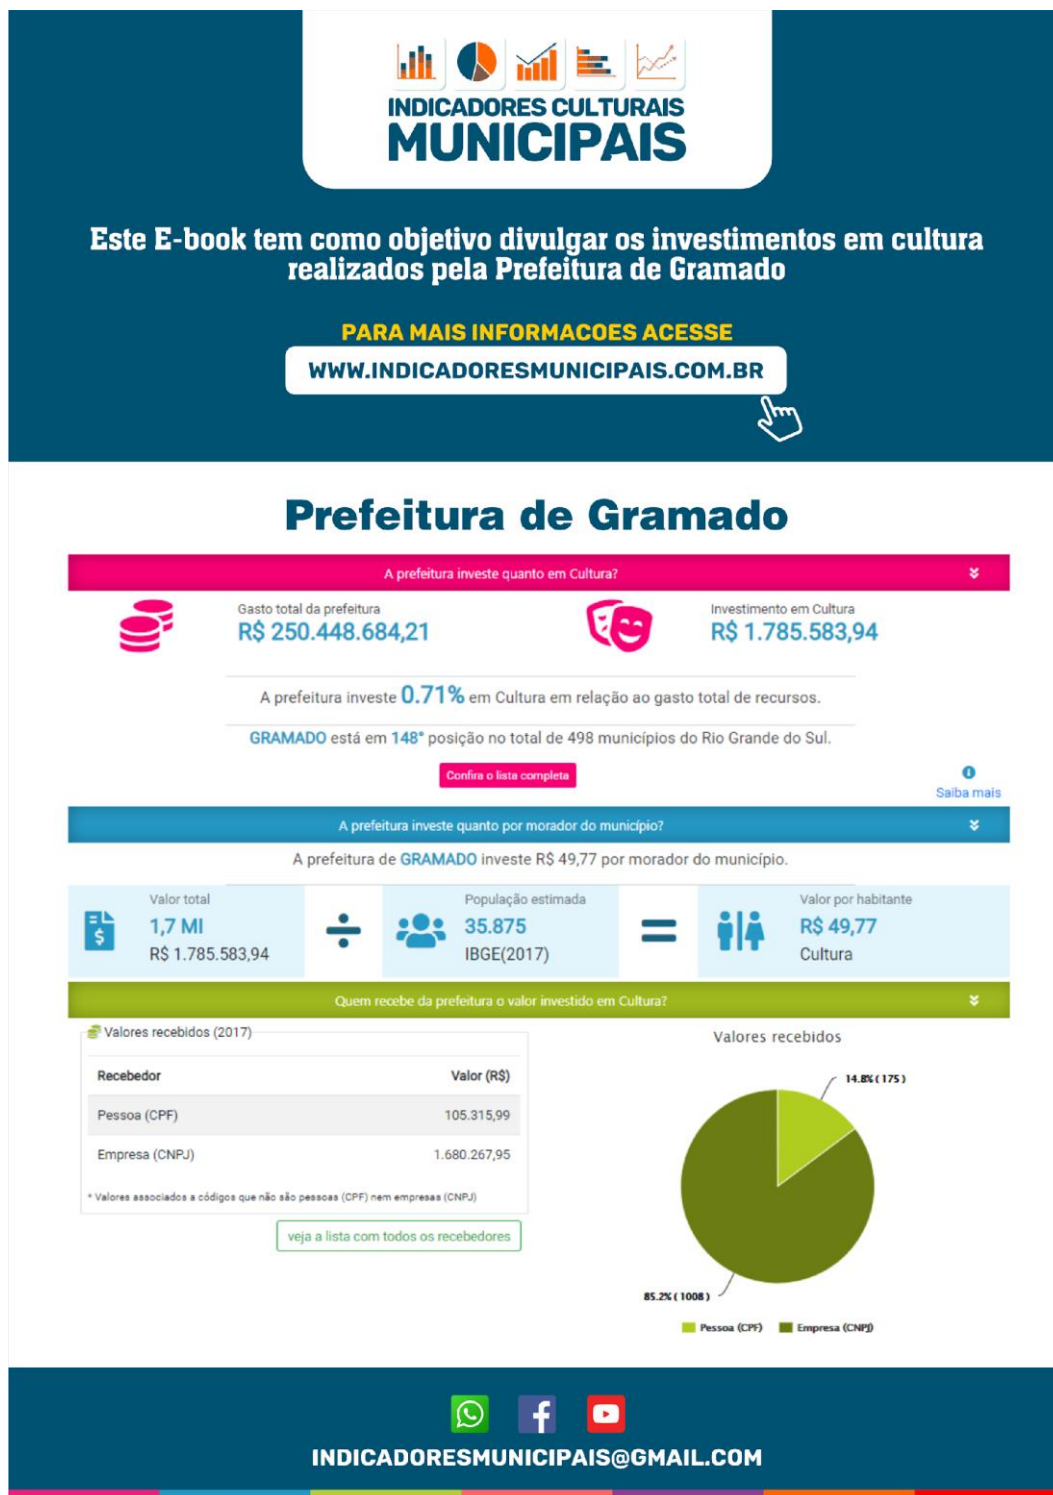 INDICADORES CULTURAIS
MUNICIPAIS
Este E-book tem como objetivo divulgar os investimentos em cultura
realizados pela Prefeitura de Gramado
PARA MAIS INFORMACOES ACESSE
WWW.INDICADORESMUNICIPAIS.COM.BR
Prefeitura de Gramado
A prefeitura investe quanto em Cultura?
Gasto total da prefeitura
R$ 250.448.684,21
Investimento em Cultura
R$ 1.785.583,94
A prefeitura investe 0.71% em Cultura em relação ao gasto total de recursos.
GRAMADO está em 148° posição no total de 498 municípios do Rio Grande do Sul.
Confira o lista completa
Saiba mais
A prefeitura investe quanto por morador do município?
A prefeitura de GRAMADO investe R$ 49,77 por morador do município.
Valor total
1,7 MI
R$ 1.785.583,94
÷
População estimada
35.875
IBGE(2017)
=
Valor por habitante
R$ 49,77
Cultura
Quem recebe da prefeitura o valor investido em Cultura?
Valores recebidos (2017)
Recebedor Valor (R$)
Pessoa (CPF) 105.315,99
Empresa (CNPJ) 1.680.267,95
* Valores associados a códigos que não são pessoas (CPF) nem empresas (CNPJ)
veja a lista com todos os recebedores
Valores recebidos
14.8% ( 175 )
85.2% ( 1008 )
Pessoa (CPF) Empresa (CNPJ)
INDICADORESMUNICIPAIS@GMAIL.COM